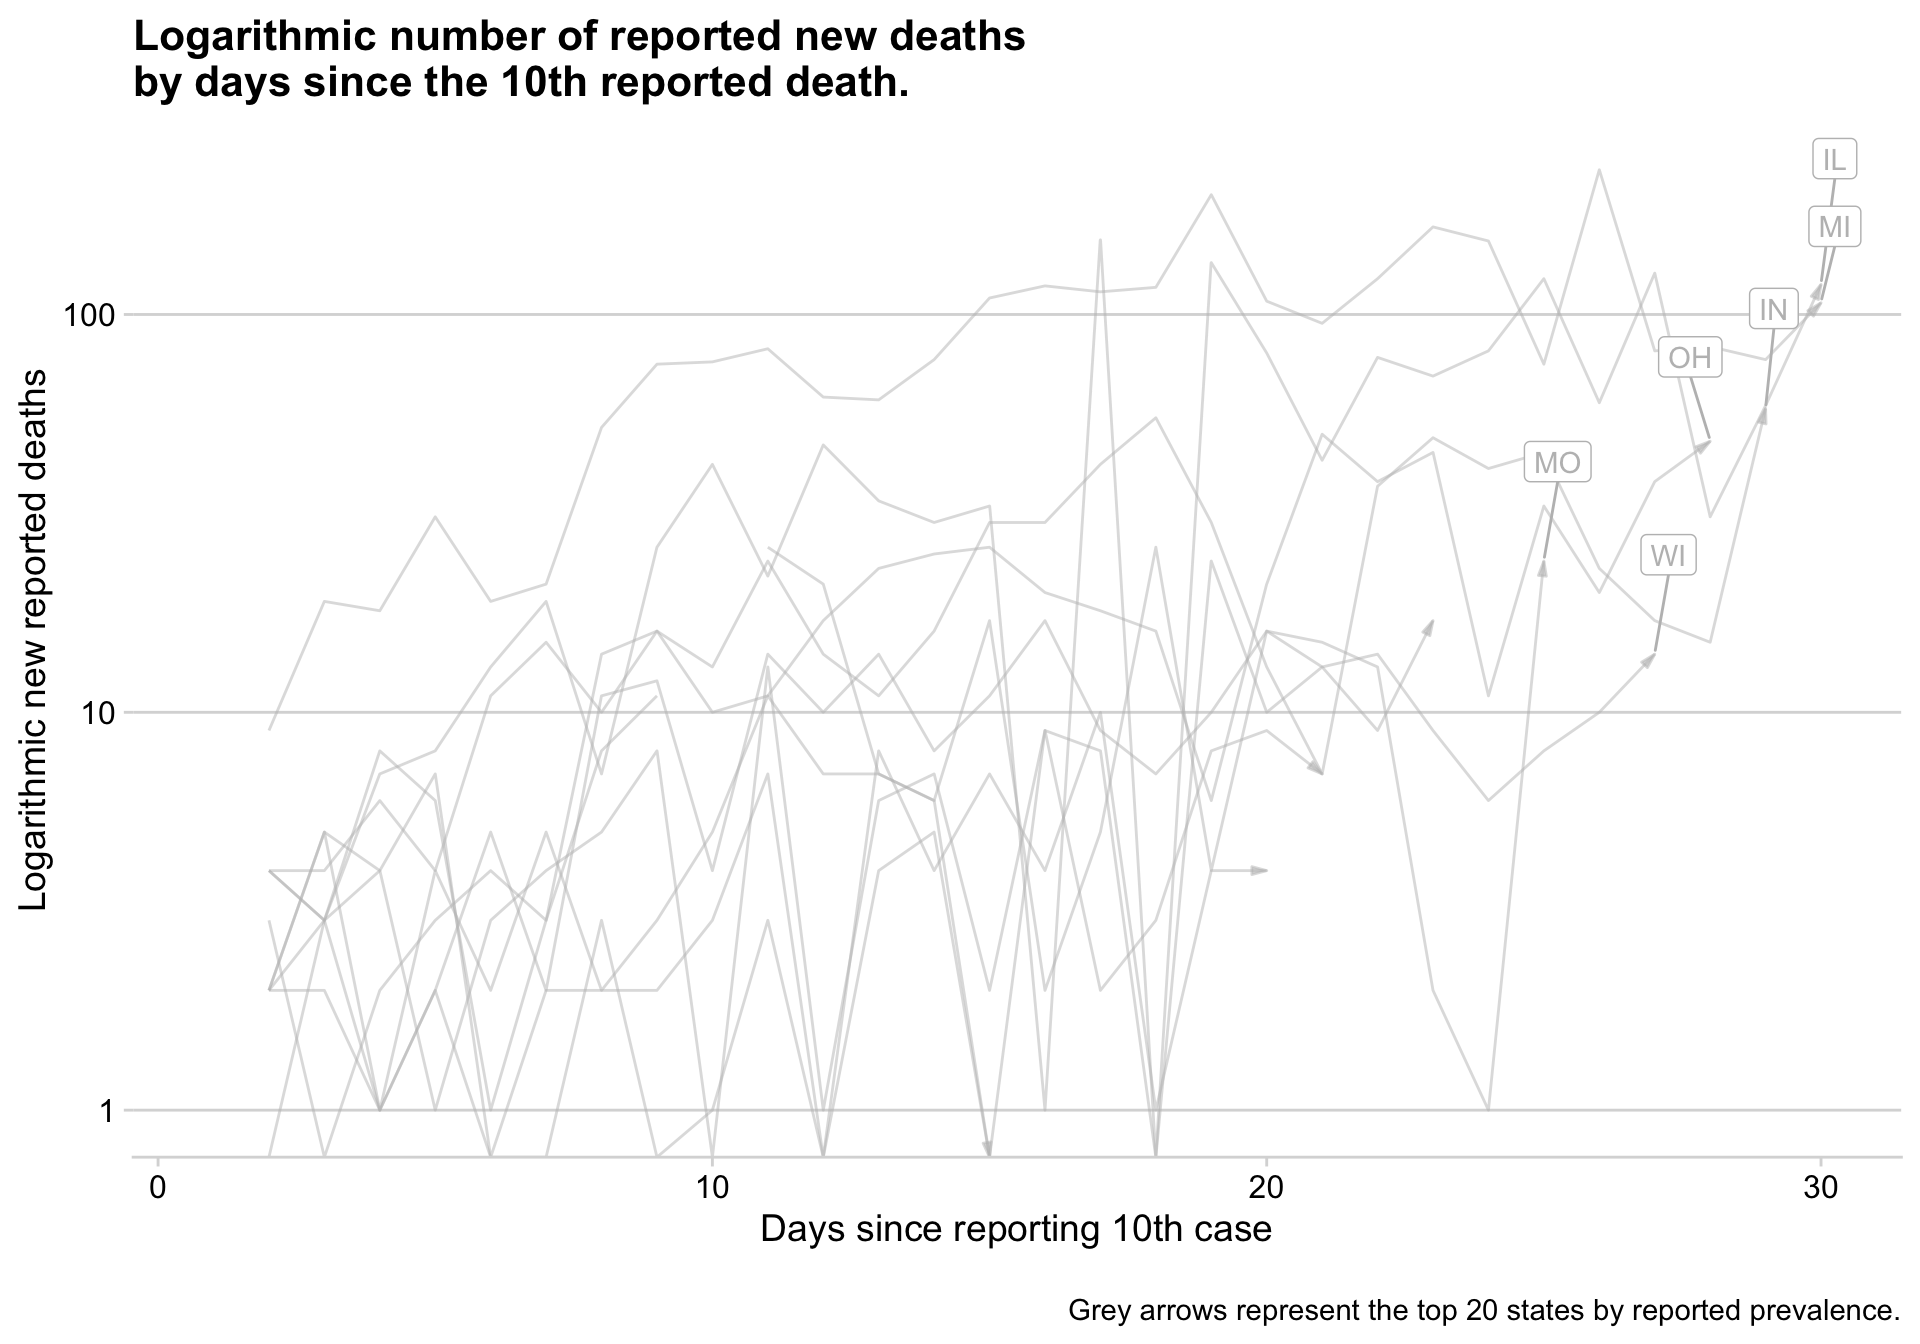 Logarithmic number of reported new deaths
by days since the 10th reported death.
IL
MI
IN
OH
MO
WI
100
10
1
Logarithmic new reported deaths
0
10
20
30
Days since reporting 10th case
Grey arrows represent the top 20 states by reported prevalence.